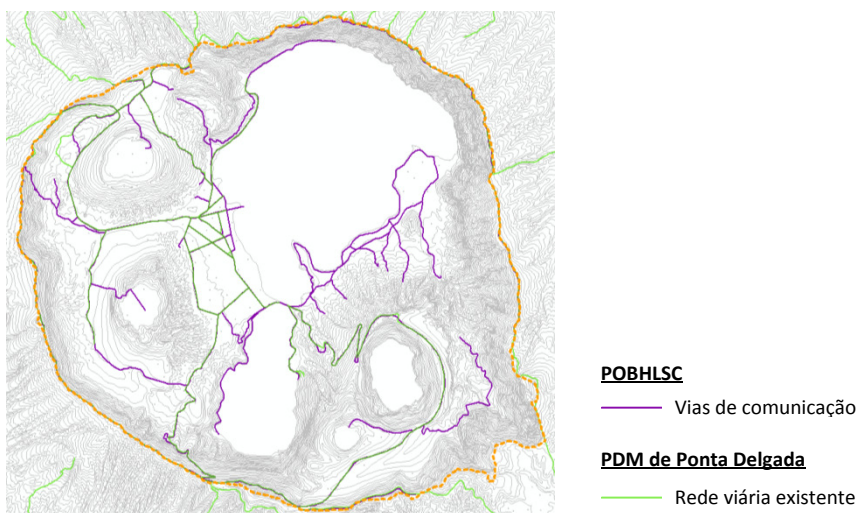 POBHLSC
Vias de comunicação
PDM de Ponta Delgada
Rede viária existente